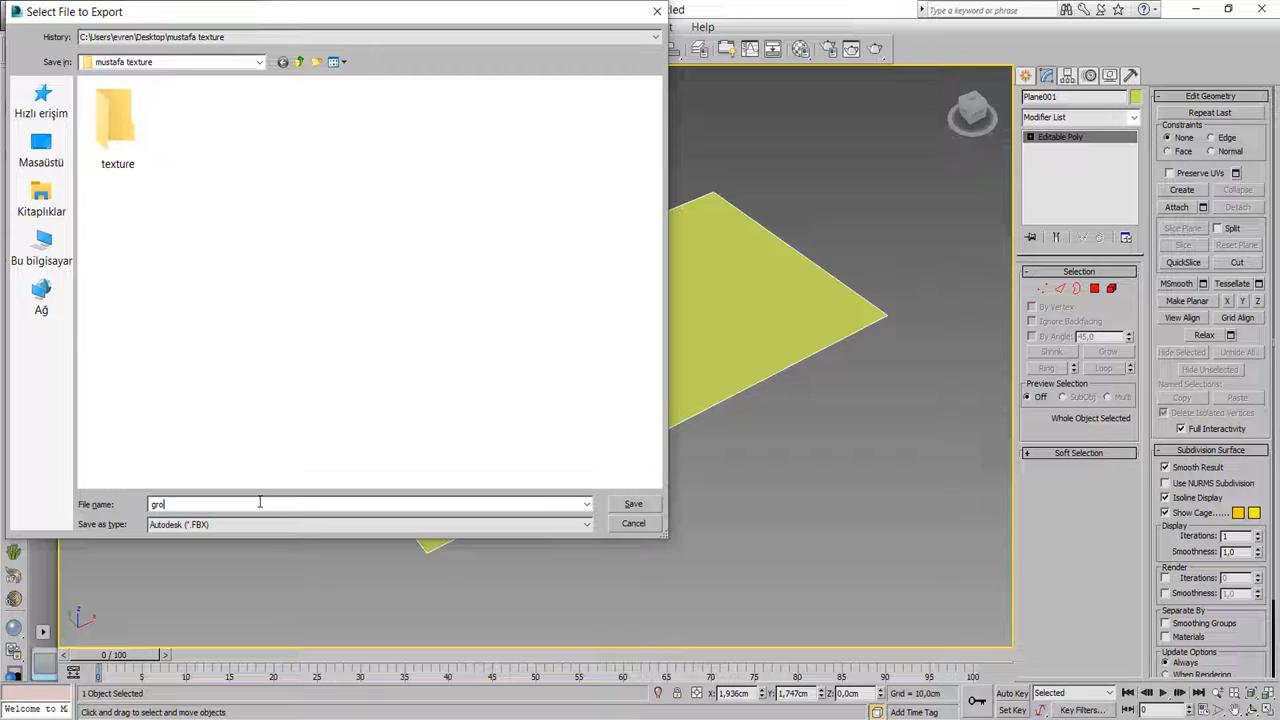 Select File to Export
lded
Type a keyword or phrase
History: C:\Users\evren\Desktop\mustafa texture
Help
Save in: mustafa texture
Hızlı erişim
Masaüstü
Kitaplıklar
Bu bilgisayar
Ağ
texture
File name: gro
Save
Save as type: Autodesk (*.FBX)
Cancel
Plane001
Modifier List
Editable Poly
Selection
By Vertex
Ignore Backfacing
By Angle: 45,0
Shrink
Grow
Ring
Loop
Preview Selection
Off
SubObj
Multi
Whole Object Selected
Soft Selection
Edit Geometry
Repeat Last
Constraints
None
Edge
Face
Normal
Preserve UVs
Create
Collapse
Attach
Detach
Slice Plane
Split
Slice
Reset Plane
QuickSlice
Cut
MSmooth
Tessellate
Make Planar
X
Y
Z
View Align
Grid Align
Relax
Hide Selected
Unhide All
Hide Unselected
Named Selections:
Copy
Paste
Delete Isolated Vertices
Full Interactivity
Subdivision Surface
Smooth Result
Use NURMS Subdivision
Isoline Display
Show Cage......
Display
Iterations: 1
Smoothness: 1,0
Render
Iterations: 0
Smoothness: 1,0
Separate By
Smoothing Groups
Materials
Update Options
Always
When Rendering
z
x
0 / 100
0 5 10 15 20 25 30 35 40 45 50 55 60 65 70 75 80 85 90 95 100
1 Object Selected
X: 1,936cm
Y: 1,747cm
Z: 0,0cm
Grid = 10,0cm
Auto Key
Selected
Welcome to M
Click and drag to select and move objects
Add Time Tag
Set Key
Key Filters...
0